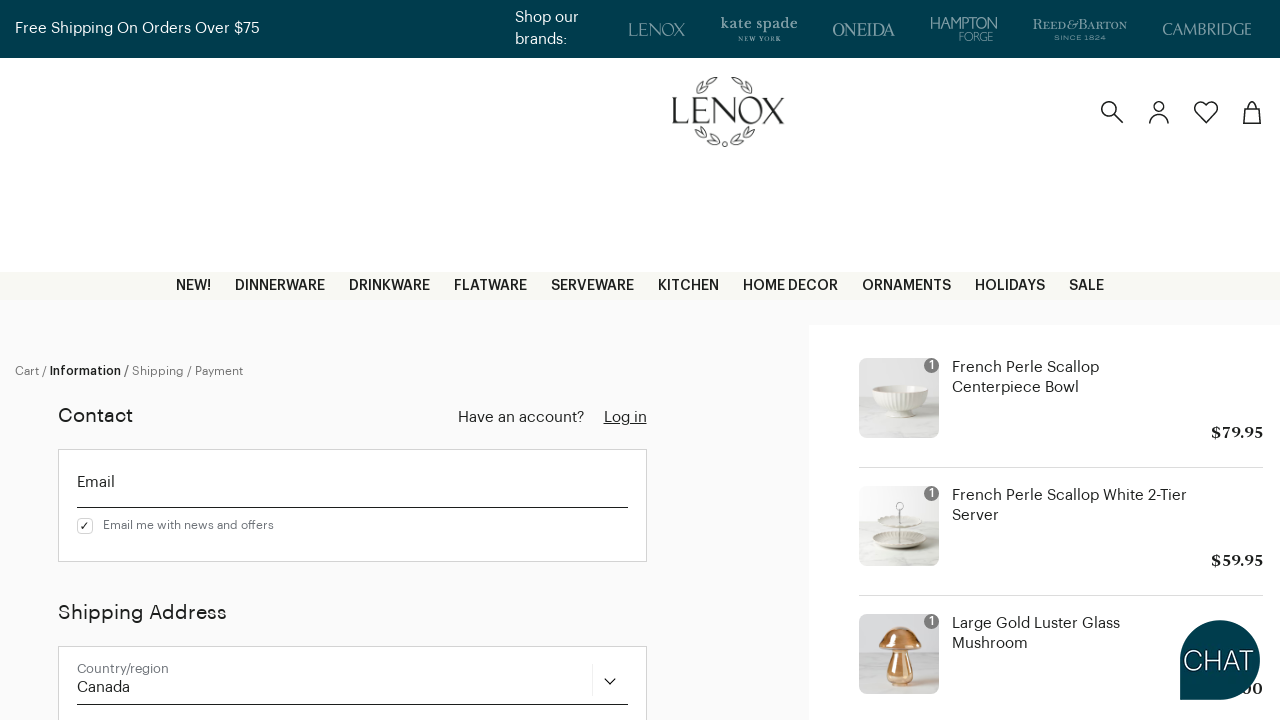 Free Shipping On Orders Over $75
Shop our
brands:
LENOX
kate spade
NEW YORK
ONEIDA
HAMPTON
FORGE
REED & BARTON
SINCE 1824
CAMBRIDGE
LENOX
NEW!
DINNERWARE
DRINKWARE
FLATWARE
SERVEWARE
KITCHEN
HOME DECOR
ORNAMENTS
HOLIDAYS
SALE
Cart / Information / Shipping / Payment
Contact
Have an account?
Log in
Email
Email me with news and offers
Shipping Address
Country/region
Canada
1
French Perle Scallop
Centerpiece Bowl
$79.95
1
French Perle Scallop White 2-Tier
Server
$59.95
1
Large Gold Luster Glass
Mushroom
CHAT